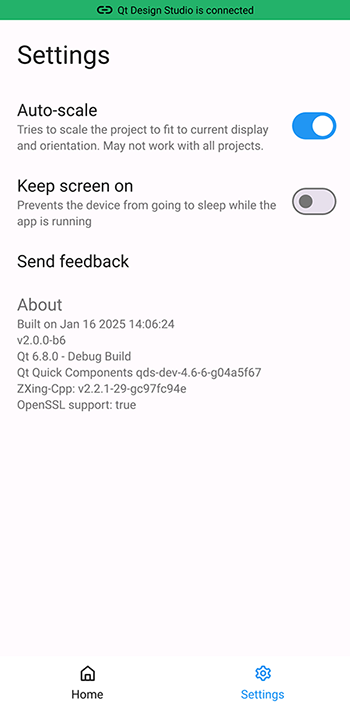 Qt Design Studio is connected
Settings
Auto-scale
Tries to scale the project to fit to current display
and orientation. May not work with all projects.
Keep screen on
Prevents the device from going to sleep while the
app is running
Send feedback
About
Built on Jan 16 2025 14:06:24
v2.0.0-b6
Qt 6.8.0 - Debug Build
Qt Quick Components qds-dev-4.6-6-g04a5f67
ZXing-Cpp: v2.2.1-29-gc97fc94e
OpenSSL support: true
Home
Settings